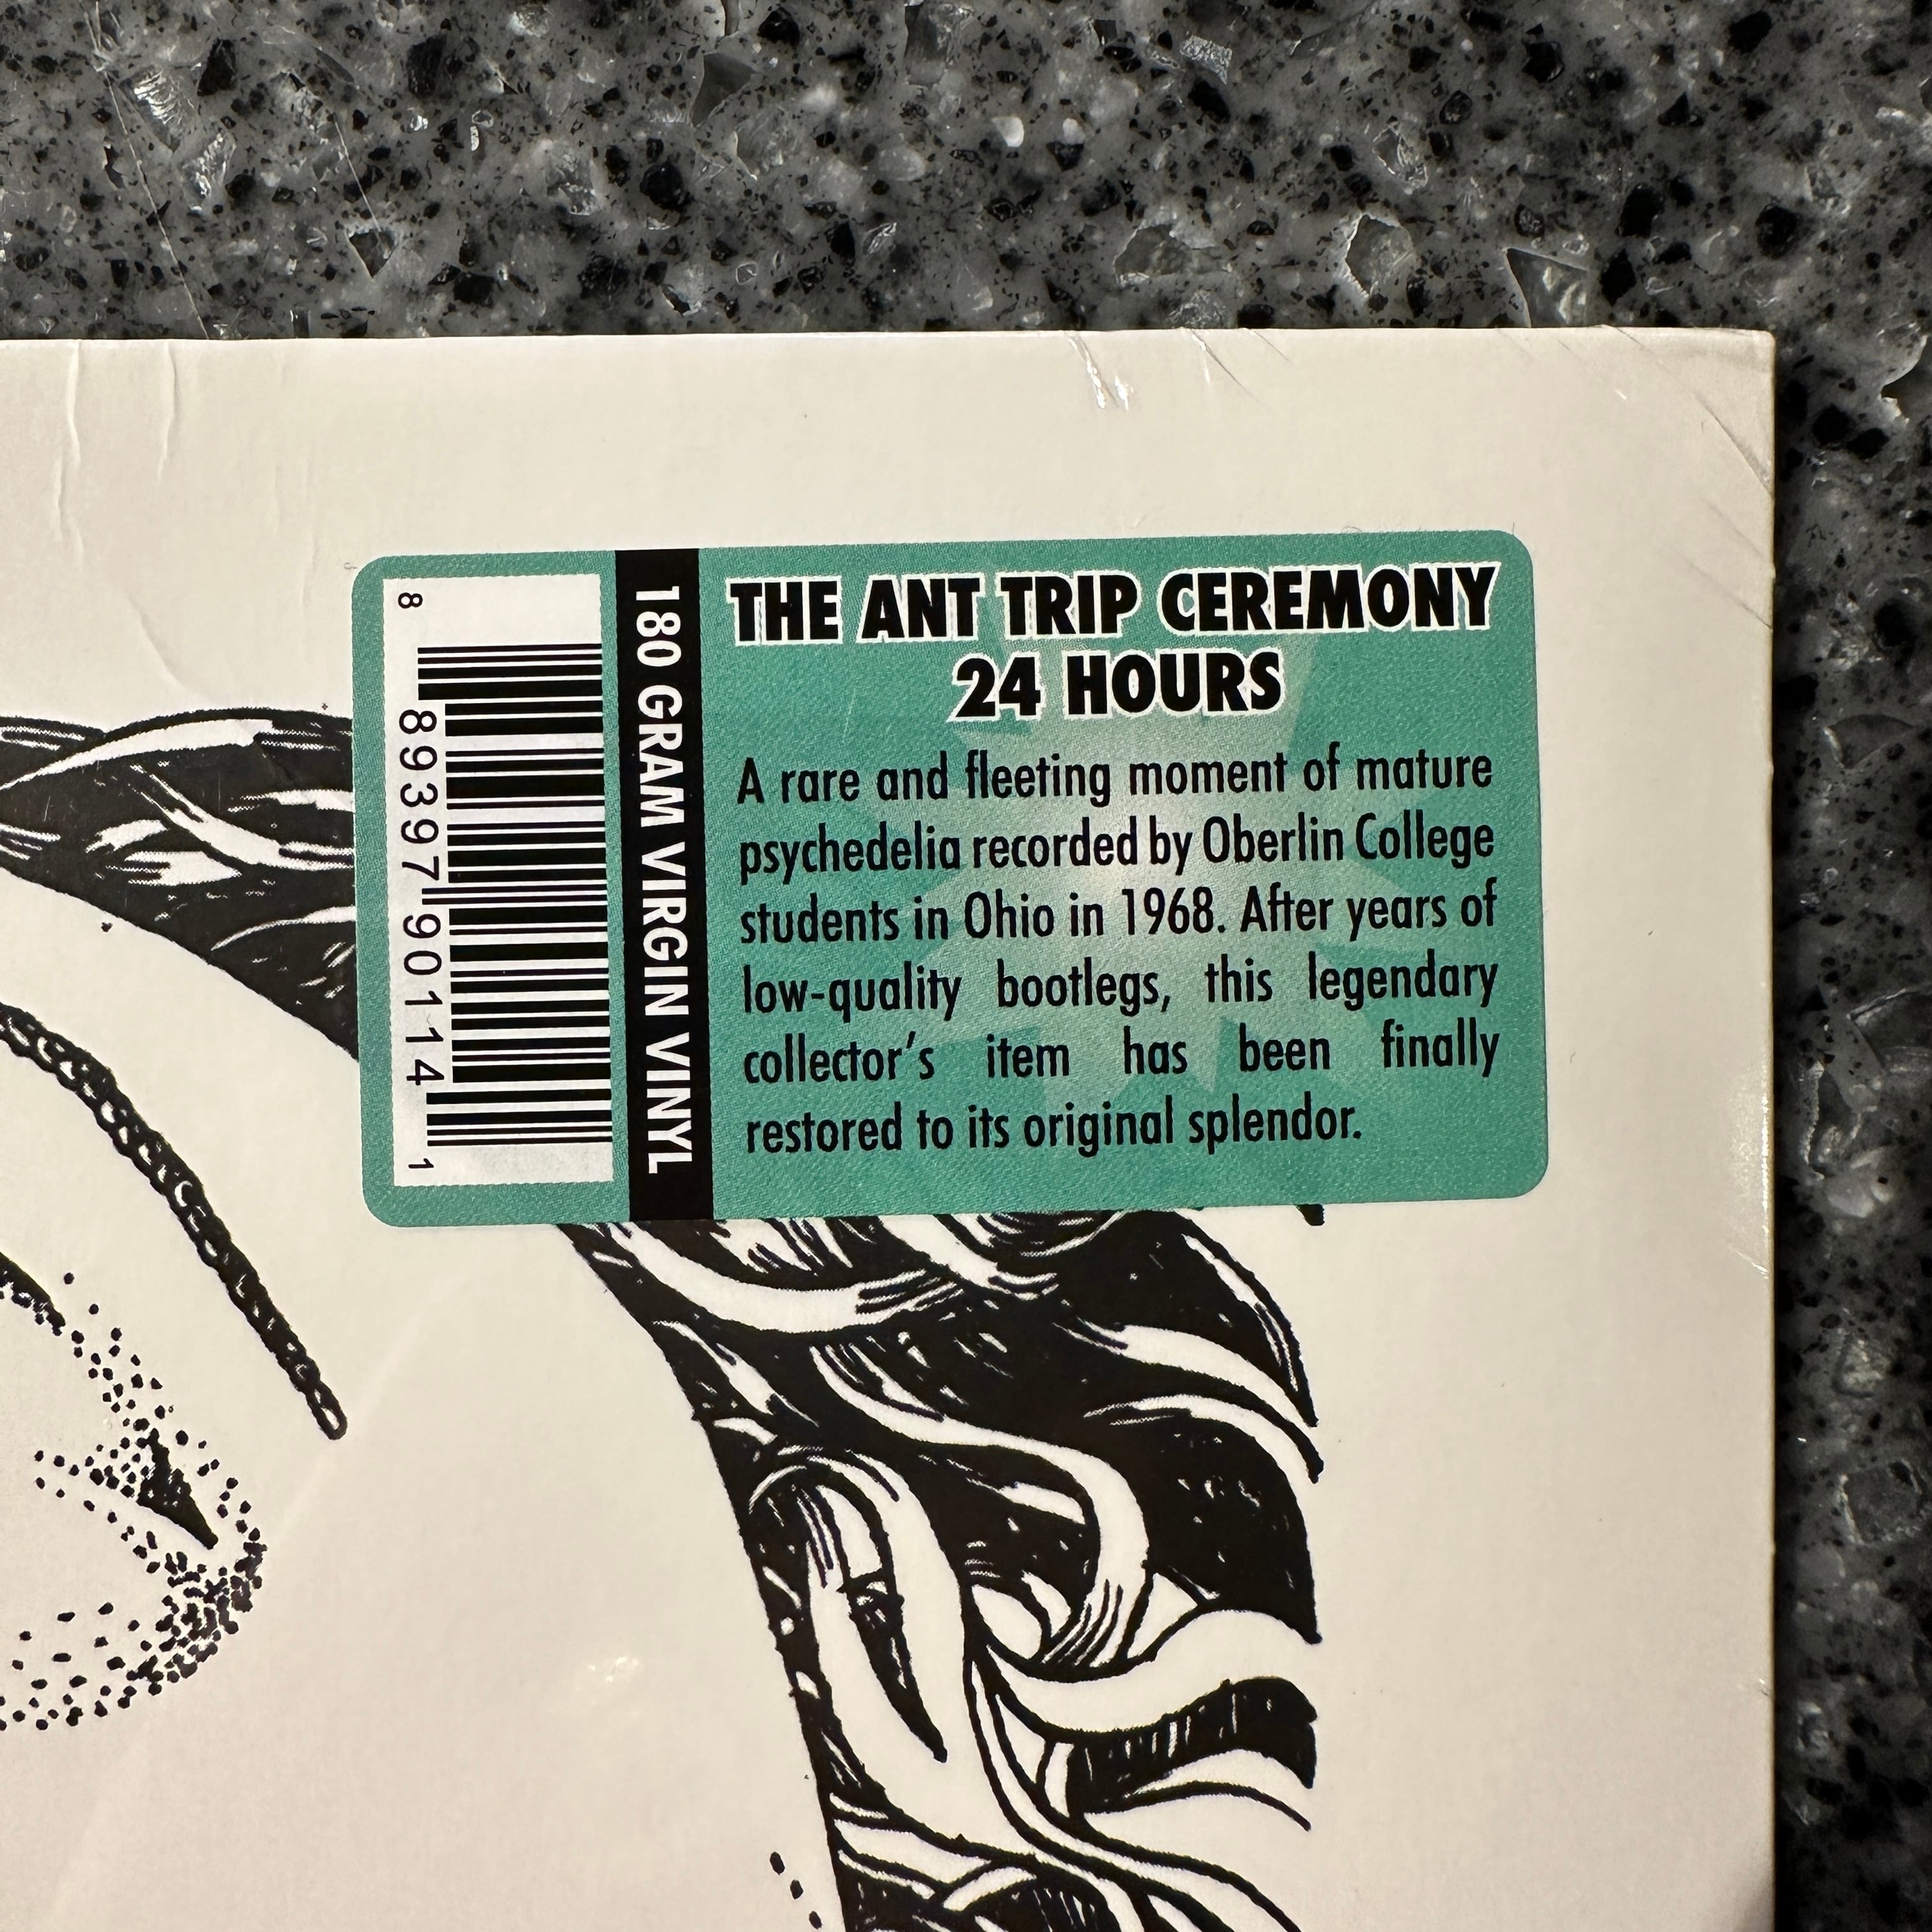 8 89397 90114 1
180 GRAM VIRGIN VINYL
THE ANT TRIP CEREMONY
24 HOURS
A rare and fleeting moment of mature
psychedelia recorded by Oberlin College
students in Ohio in 1968. After years of
low-quality bootlegs, this legendary
collector's item has been finally
restored to its original splendor.